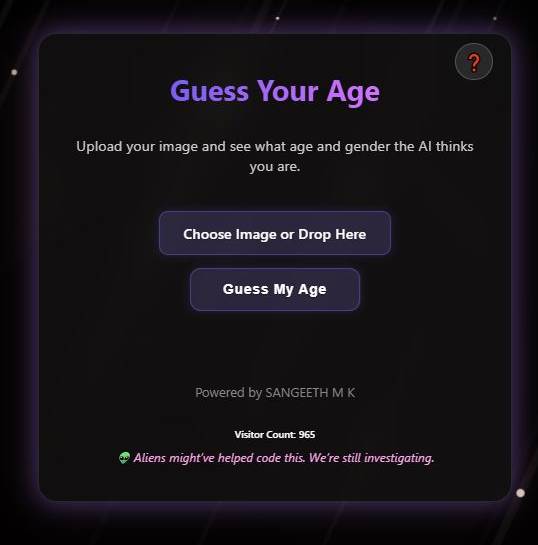 ❓
Guess Your Age
Upload your image and see what age and gender the AI thinks
you are.
Choose Image or Drop Here
Guess My Age
Powered by SANGEETH M K
Visitor Count: 965
👽 Aliens might've helped code this. We're still investigating.